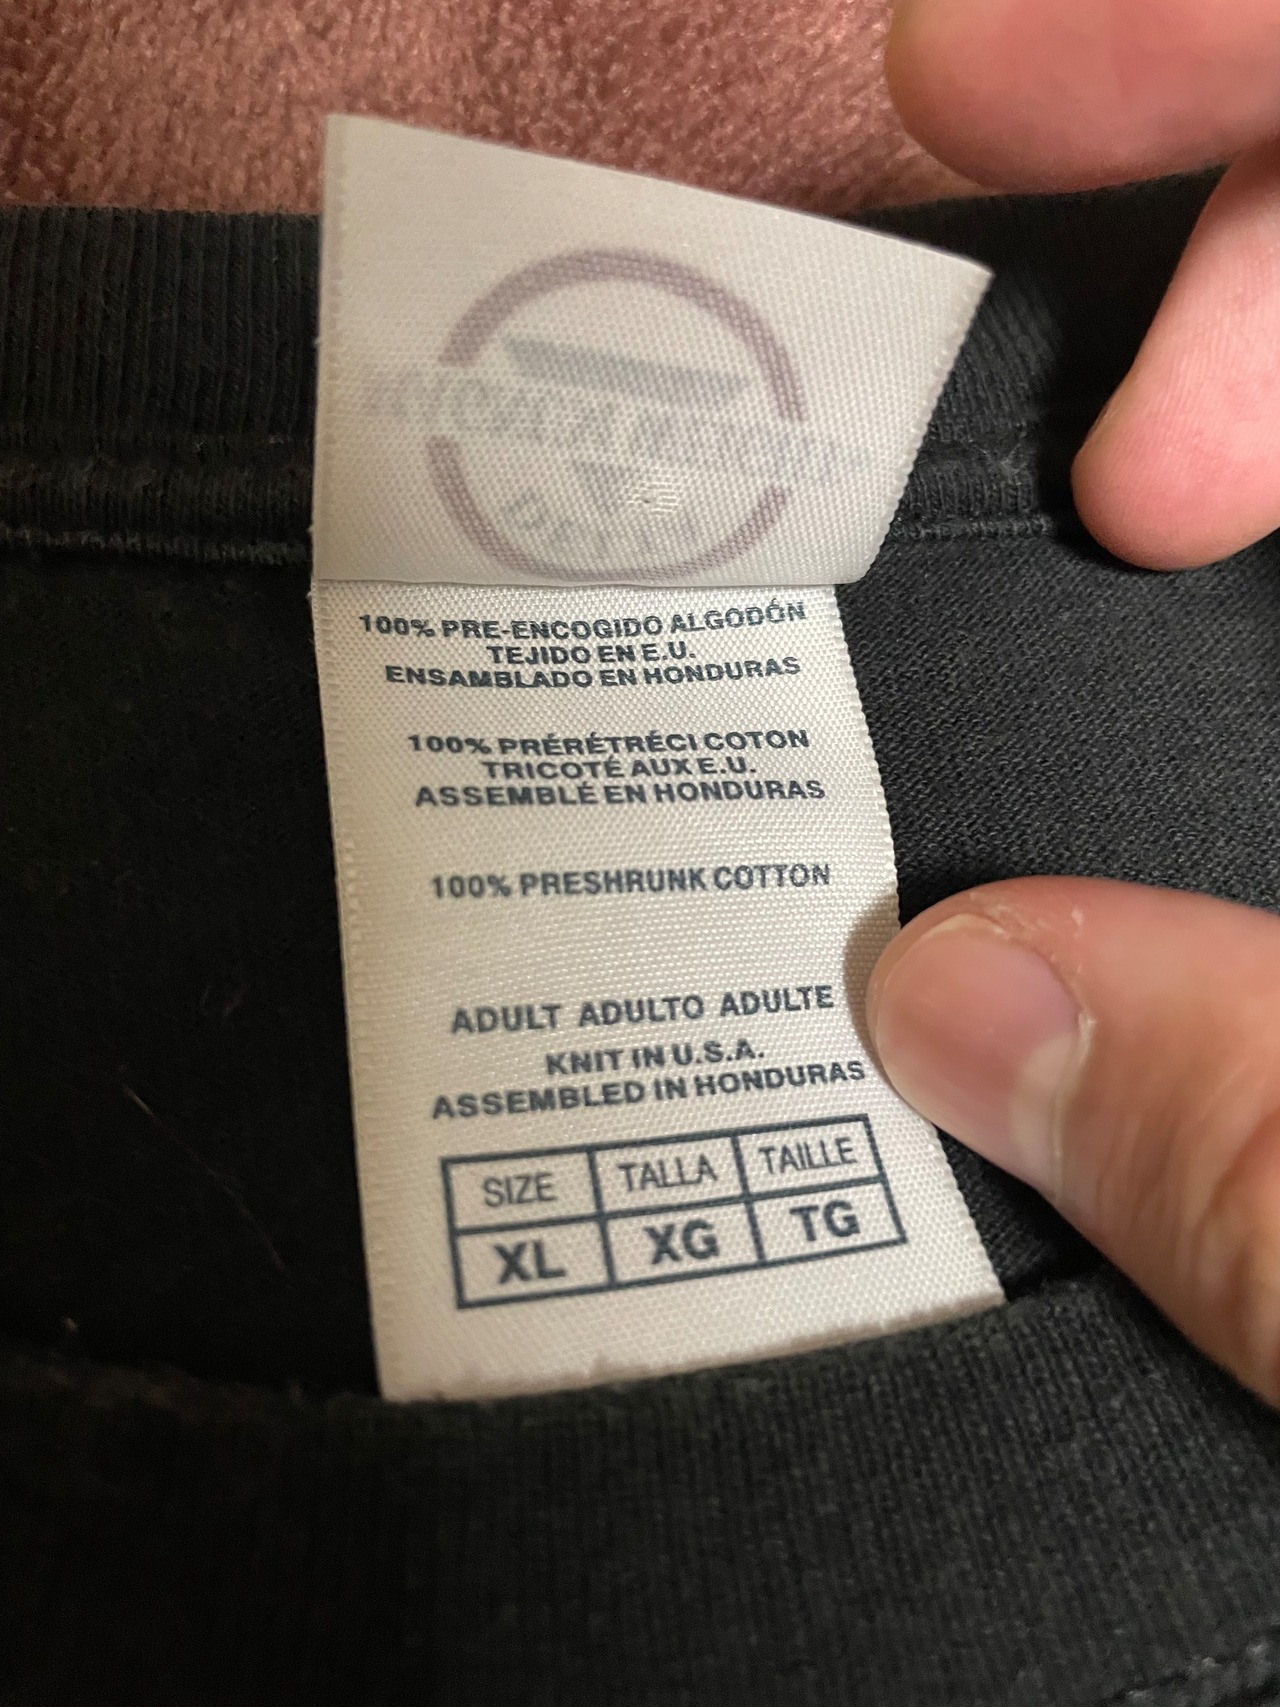 100% PRE-ENCOGIDO ALGODÓN
TEJIDO EN E.U.
ENSAMBLADO EN HONDURAS
100% PRÉRÉTRÉCI COTON
TRICOTÉ AUX E.U.
ASSEMBLÉ EN HONDURAS
100% PRESHRUNK COTTON
ADULT ADULTO ADULTE
KNIT IN U.S.A.
ASSEMBLED IN HONDURAS
SIZE TALLA TAILLE
XL XG TG